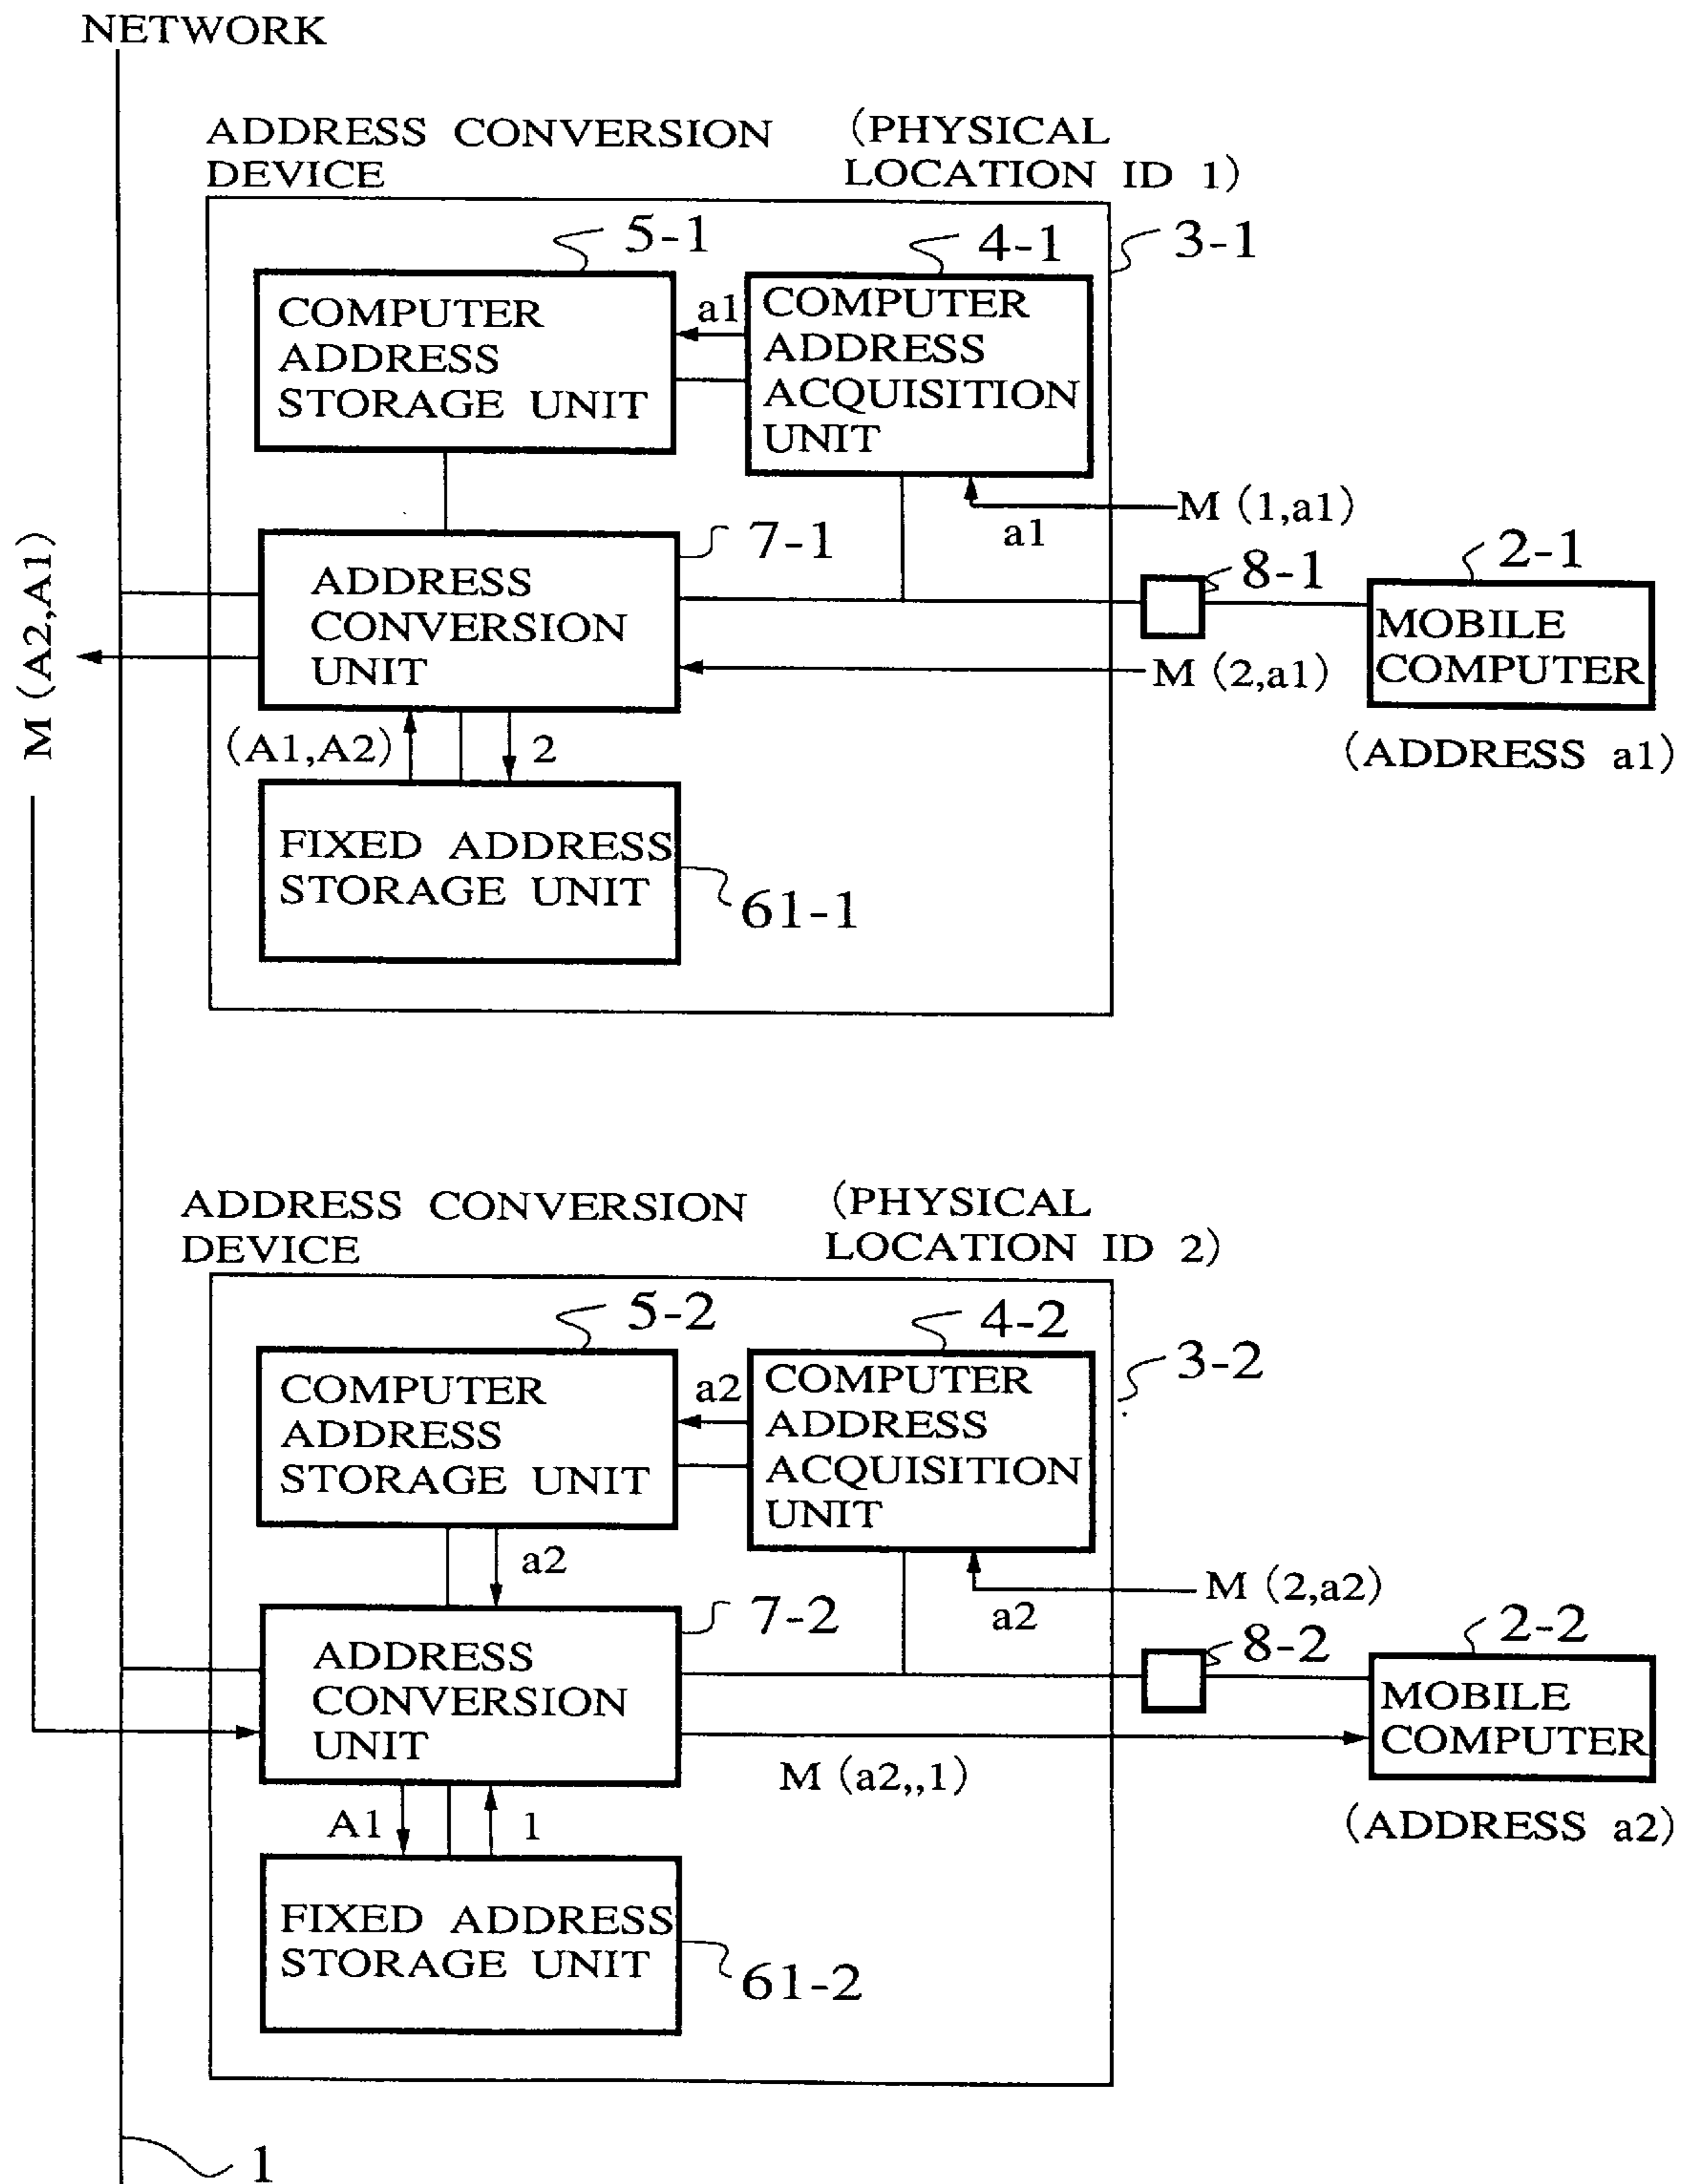 NETWORK
ADDRESS CONVERSION
DEVICE
(PHYSICAL
LOCATION ID 1)
5-1
4-1
3-1
COMPUTER
ADDRESS
STORAGE UNIT
a1
COMPUTER
ADDRESS
ACQUISITION
UNIT
M (1,a1)
a1
7-1
8-1
2-1
ADDRESS
CONVERSION
UNIT
MOBILE
COMPUTER
M (2,a1)
(ADDRESS a1)
M (A2,A1)
(A1,A2)
2
FIXED ADDRESS
STORAGE UNIT
61-1
ADDRESS CONVERSION
DEVICE
(PHYSICAL
LOCATION ID 2)
5-2
4-2
3-2
COMPUTER
ADDRESS
STORAGE UNIT
a2
COMPUTER
ADDRESS
ACQUISITION
UNIT
a2
M (2,a2)
a2
7-2
8-2
2-2
ADDRESS
CONVERSION
UNIT
MOBILE
COMPUTER
M (a2,,1)
(ADDRESS a2)
A1
1
FIXED ADDRESS
STORAGE UNIT
61-2
1